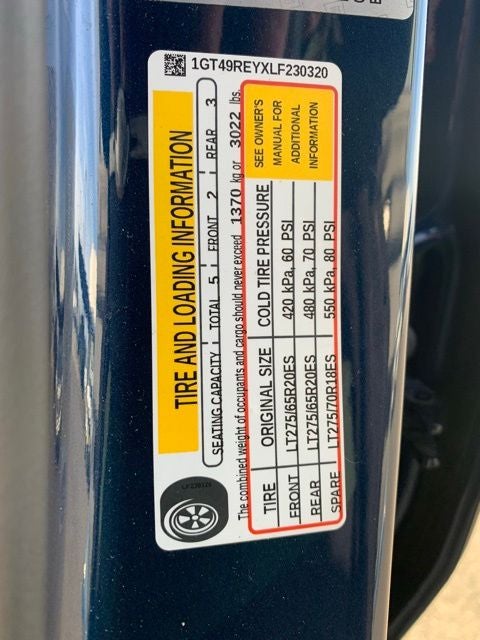 1GT49REYXLF230320
TIRE AND LOADING INFORMATION
SEATING CAPACITY TOTAL 5 FRONT 2 REAR 3
The combined weight of occupants and cargo should never exceed 1370 kg or 3022 lbs.
TIRE ORIGINAL SIZE COLD TIRE PRESSURE
FRONT LT275/65R20ES 420 kPa, 60 PSI
REAR LT275/65R20ES 480 kPa, 70 PSI
SPARE LT275/70R18ES 550 kPa, 80 PSI
SEE OWNER'S
MANUAL FOR
ADDITIONAL
INFORMATION